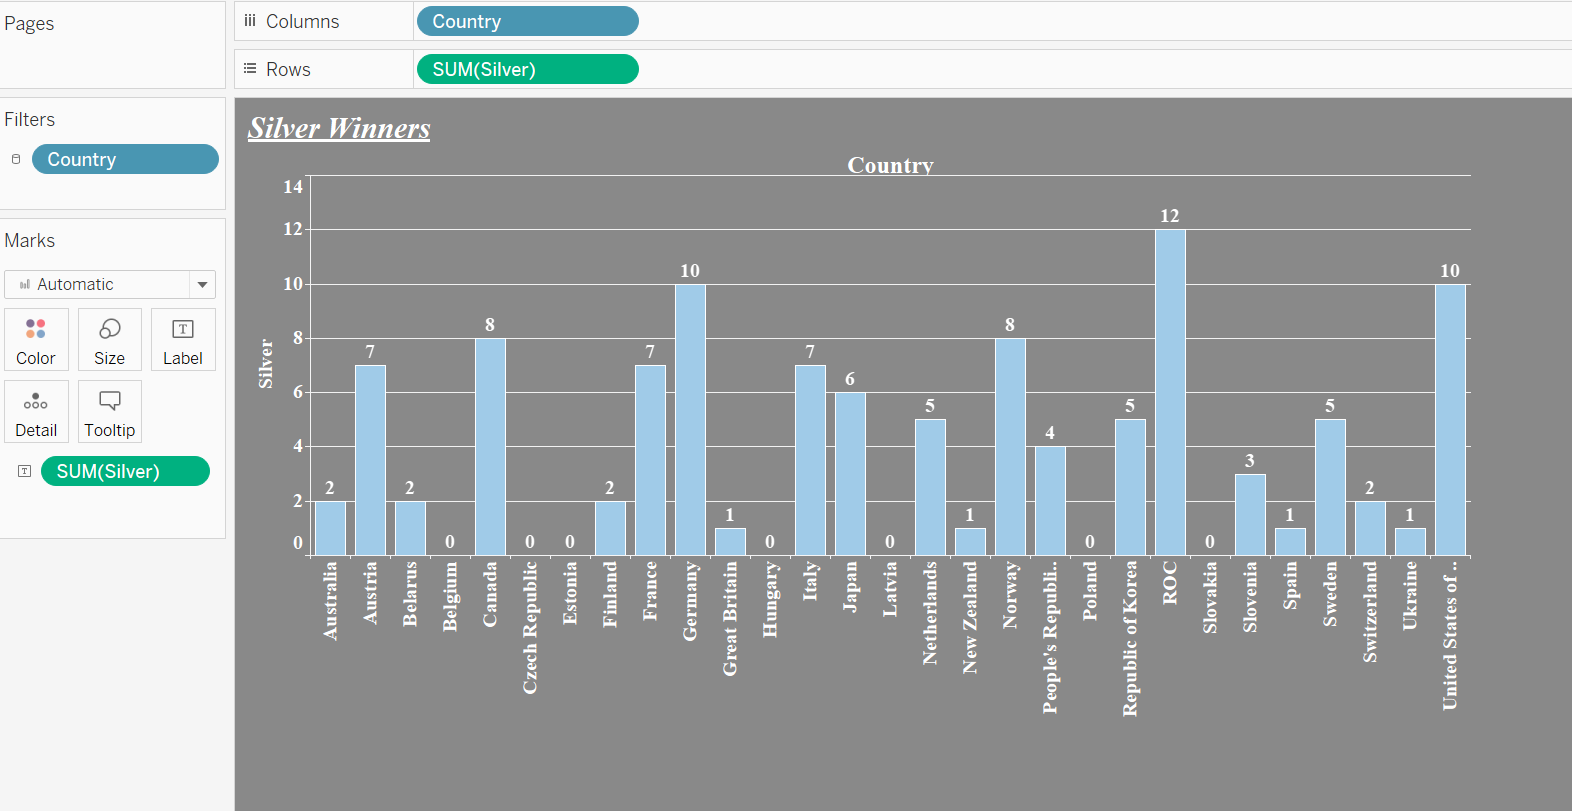 Pages
Columns
Country
Rows
SUM(Silver)
Filters
Country
Marks
Automatic
Color
Size
Label
Detail
Tooltip
SUM(Silver)
Silver Winners
Country
Silver
14
12
10
8
6
4
2
0
2
7
2
0
8
0
0
2
7
10
1
0
7
6
0
5
1
8
4
0
5
12
0
3
1
5
2
1
10
Australia
Austria
Belarus
Belgium
Canada
Czech Republic
Estonia
Finland
France
Germany
Great Britain
Hungary
Italy
Japan
Latvia
Netherlands
New Zealand
Norway
People's Republi..
Poland
Republic of Korea
ROC
Slovakia
Slovenia
Spain
Sweden
Switzerland
Ukraine
United States of ..